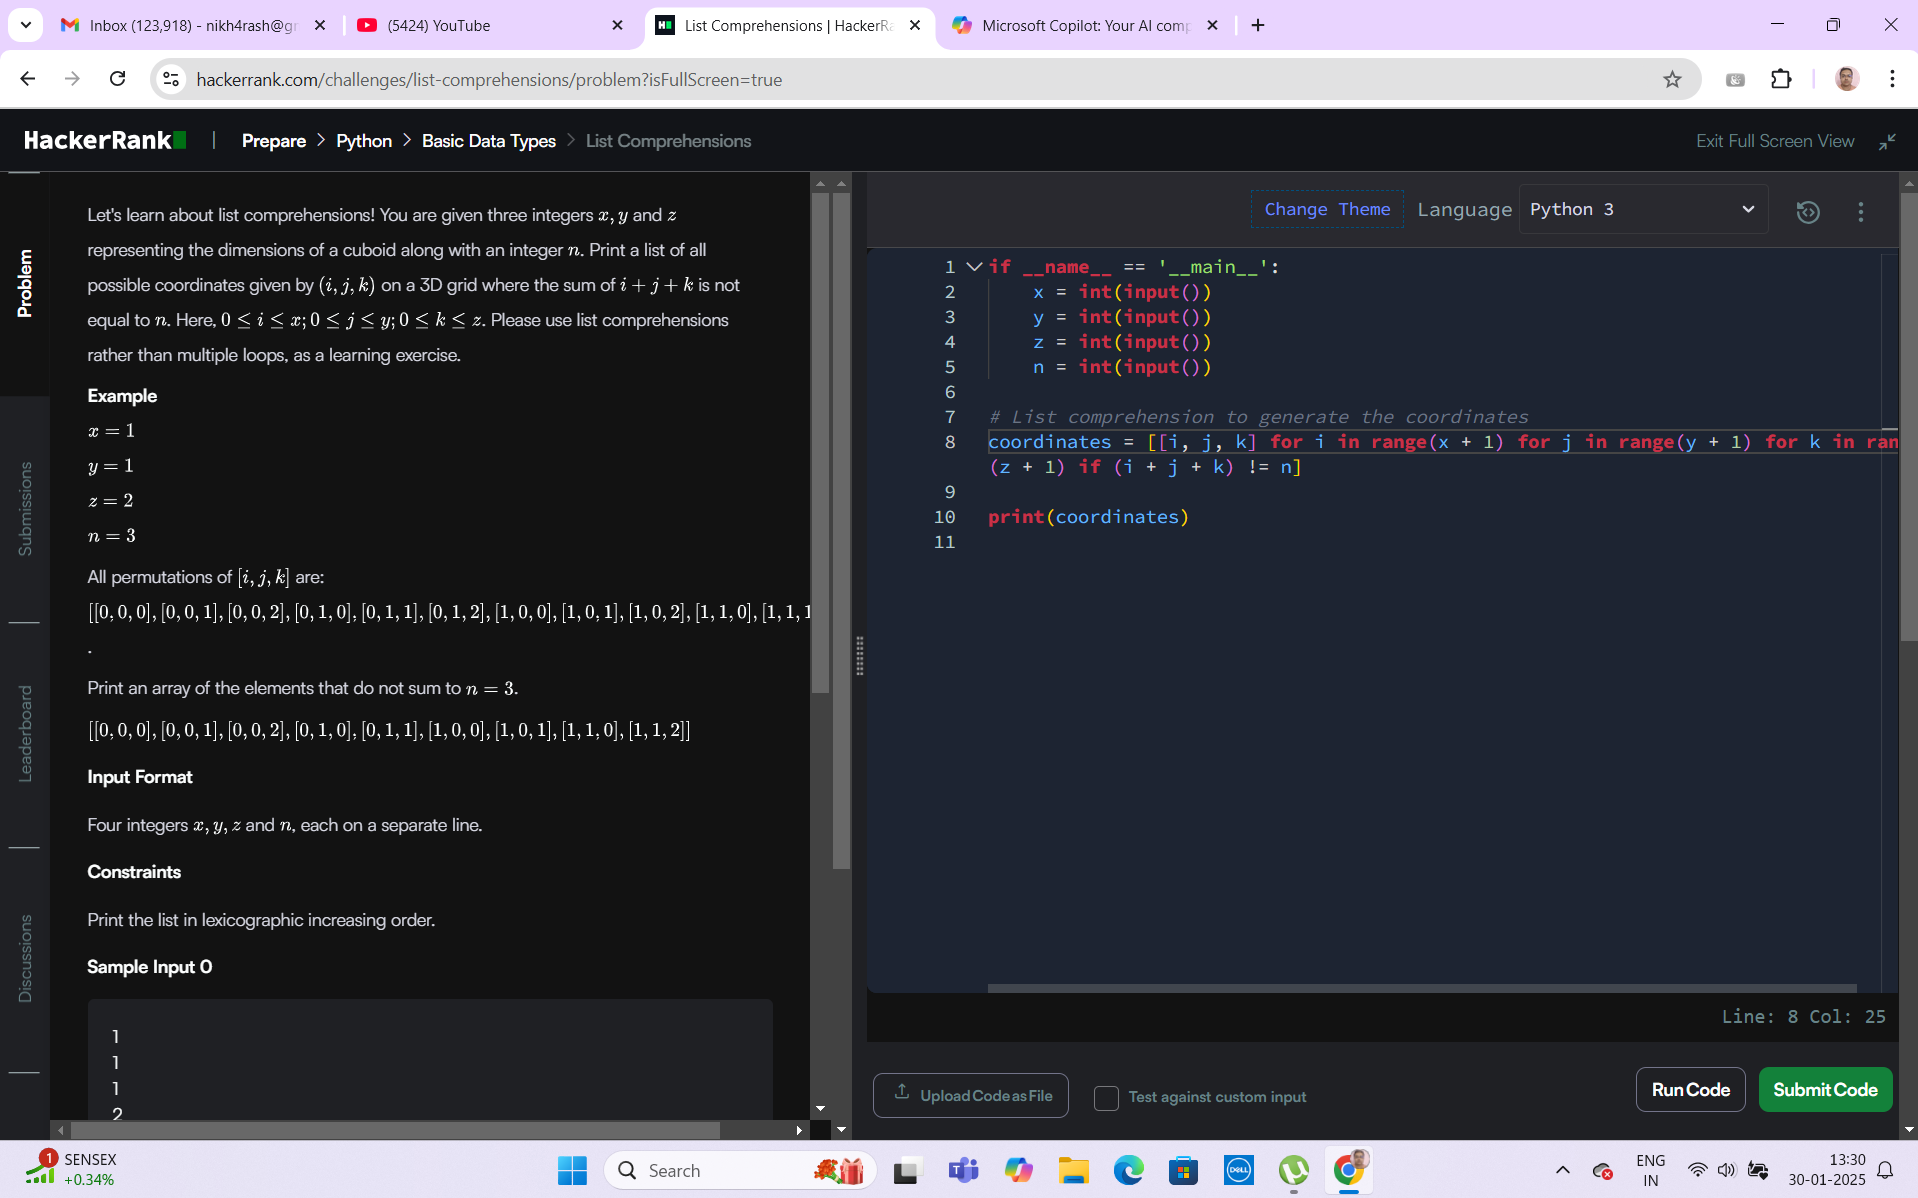 Inbox (123,918) - nikh4rash@gr
(5424) YouTube
List Comprehensions | HackerRa
Microsoft Copilot: Your AI comp
hackerrank.com/challenges/list-comprehensions/problem?isFullScreen=true
HackerRank | Prepare > Python > Basic Data Types > List Comprehensions
Exit Full Screen View
Problem
Submissions
Leaderboard
Discussions
Let's learn about list comprehensions! You are given three integers x, y and z
representing the dimensions of a cuboid along with an integer n. Print a list of all
possible coordinates given by (i, j, k) on a 3D grid where the sum of i + j + k is not
equal to n. Here, 0 ≤ i ≤ x; 0 ≤ j ≤ y; 0 ≤ k ≤ z. Please use list comprehensions
rather than multiple loops, as a learning exercise.
Example
x = 1
y = 1
z = 2
n = 3
All permutations of [i, j, k] are:
[[0, 0, 0], [0, 0, 1], [0, 0, 2], [0, 1, 0], [0, 1, 1], [0, 1, 2], [1, 0, 0], [1, 0, 1], [1, 0, 2], [1, 1, 0], [1, 1, 1
.
Print an array of the elements that do not sum to n = 3.
[[0, 0, 0], [0, 0, 1], [0, 0, 2], [0, 1, 0], [0, 1, 1], [1, 0, 0], [1, 0, 1], [1, 1, 0], [1, 1, 2]]
Input Format
Four integers x, y, z and n, each on a separate line.
Constraints
Print the list in lexicographic increasing order.
Sample Input 0
1
1
1
2
Change Theme
Language
Python 3
1 if __name__ == '__main__':
2 x = int(input())
3 y = int(input())
4 z = int(input())
5 n = int(input())
6
7 # List comprehension to generate the coordinates
8 coordinates = [[i, j, k] for i in range(x + 1) for j in range(y + 1) for k in ran
(z + 1) if (i + j + k) != n]
9
10 print(coordinates)
11
Line: 8 Col: 25
Upload Code as File
Test against custom input
Run Code
Submit Code
1
SENSEX
+0.34%
Search
DELL
ENG
IN
13:30
30-01-2025